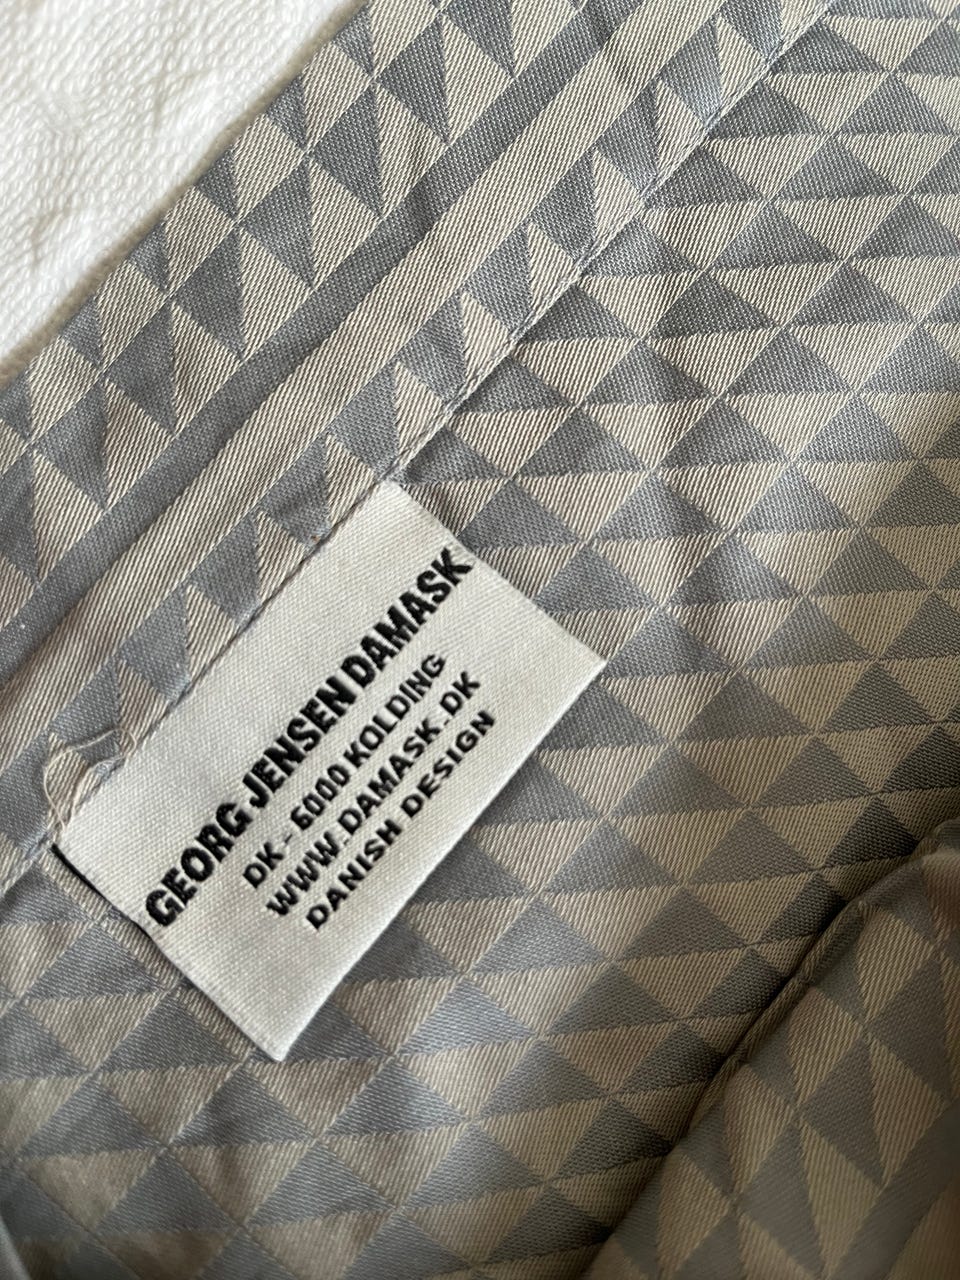 GEORG JENSEN DAMASK
DK - 6000 KOLDING
WWW.DAMASK.DK
DANISH DESIGN